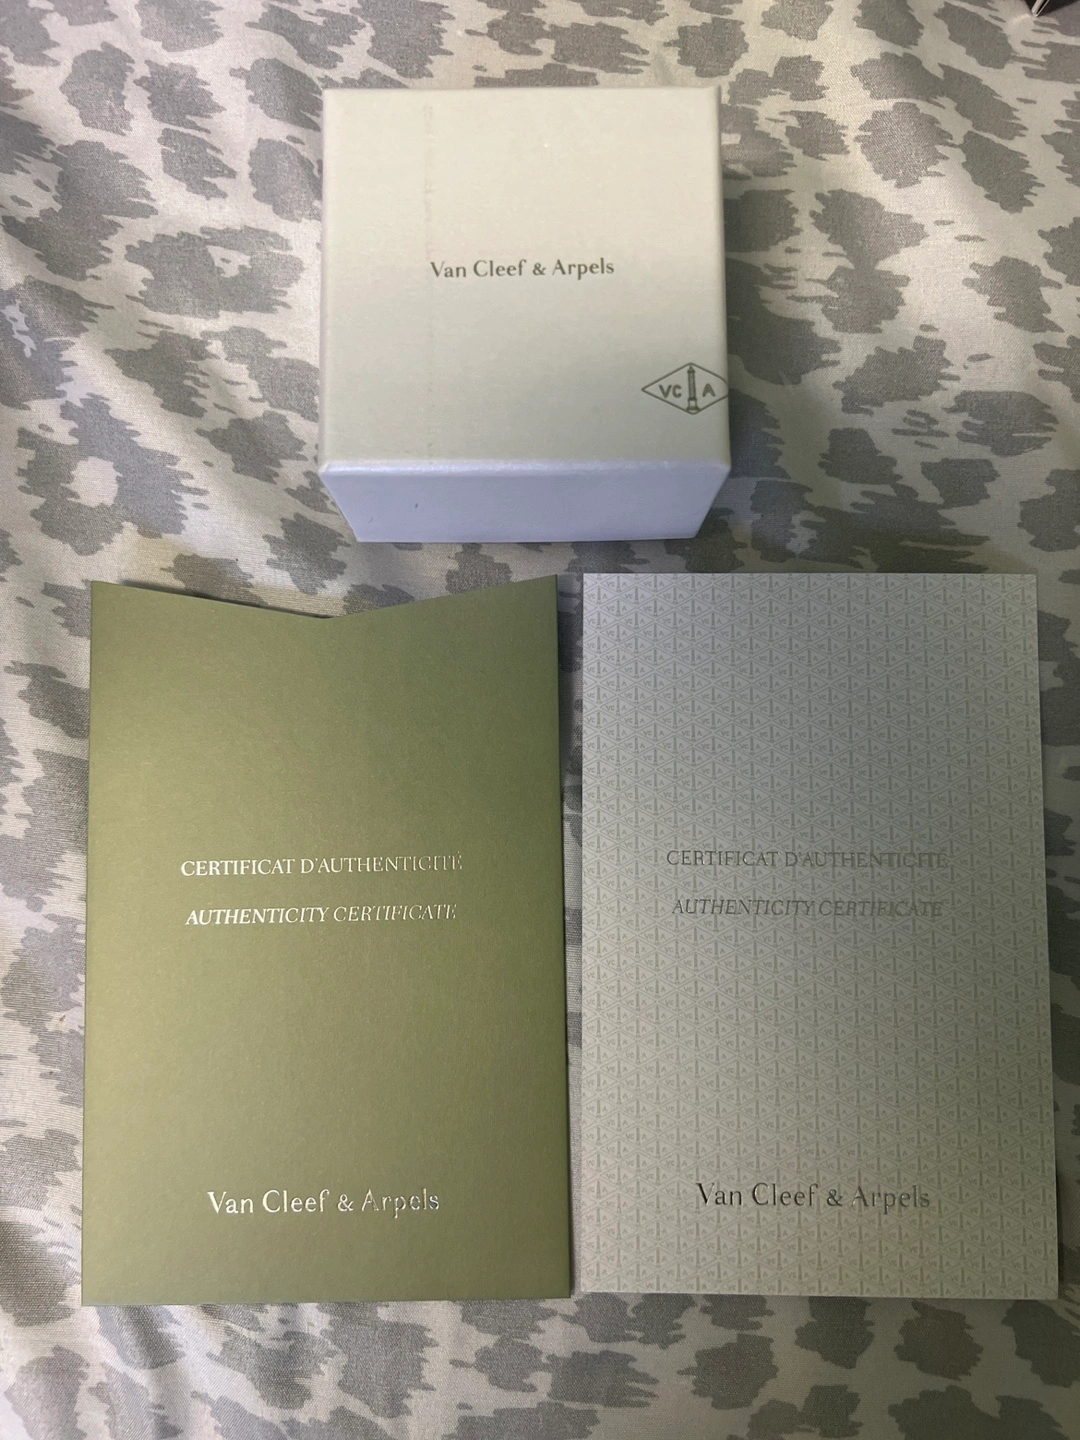 Van Cleef & Arpels
VC A
CERTIFICAT D'AUTHENTICITÉ
AUTHENTICITY CERTIFICATE
Van Cleef & Arpels
CERTIFICAT D'AUTHENTICITÉ
AUTHENTICITY CERTIFICATE
Van Cleef & Arpels